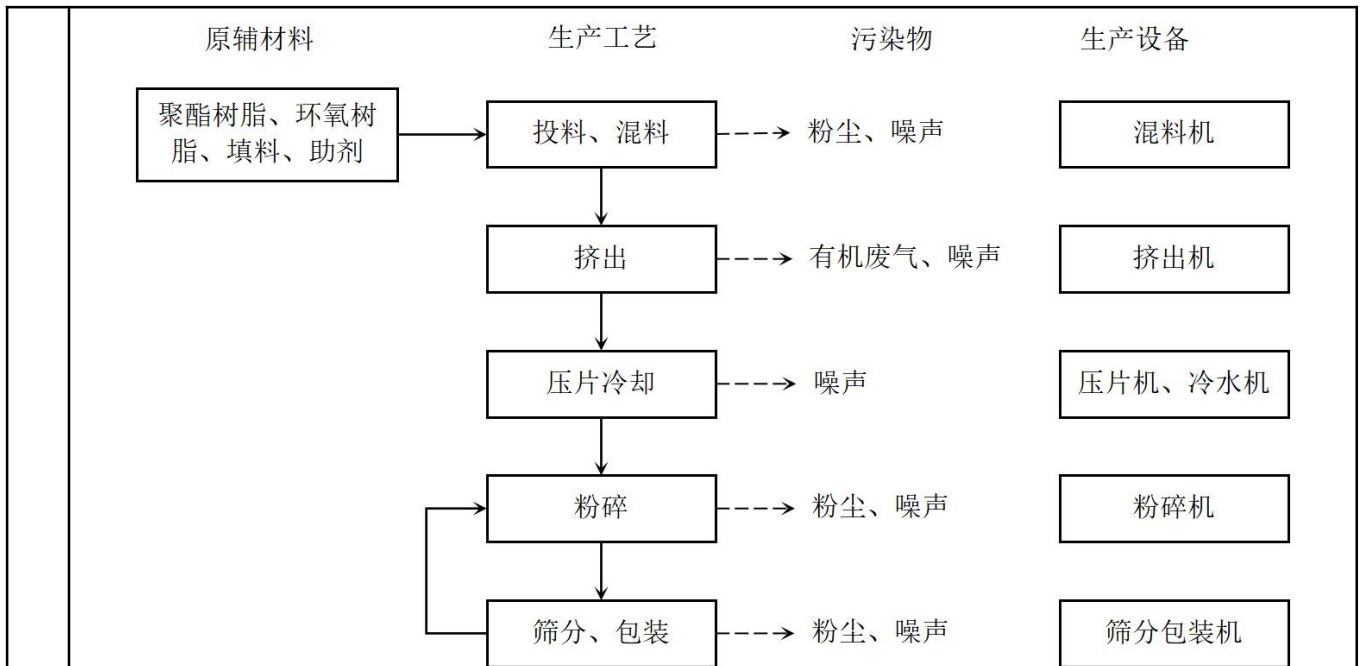 原辅材料 生产工艺 污染物 生产设备
聚酯树脂、环氧树
脂、填料、助剂
投料、混料 粉尘、噪声 混料机
挤出 有机废气、噪声 挤出机
压片冷却 噪声 压片机、冷水机
粉碎 粉尘、噪声 粉碎机
筛分、包装 粉尘、噪声 筛分包装机